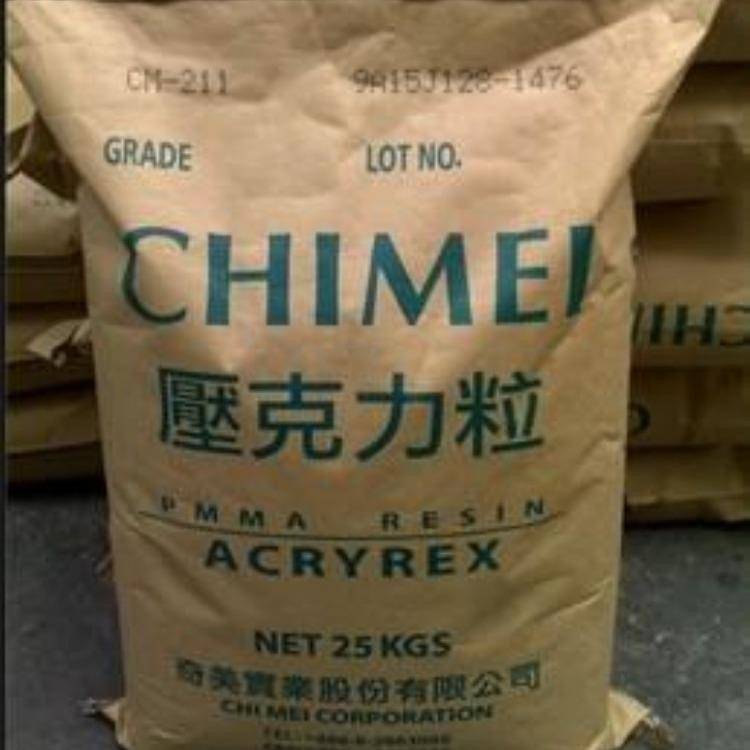 CM-211 9A15J128-1476
GRADE LOT NO.
CHIMEI
壓克力粒
PMMA RESIN
ACRYREX
NET 25 KGS
奇美實業股份有限公司
CHI MEI CORPORATION